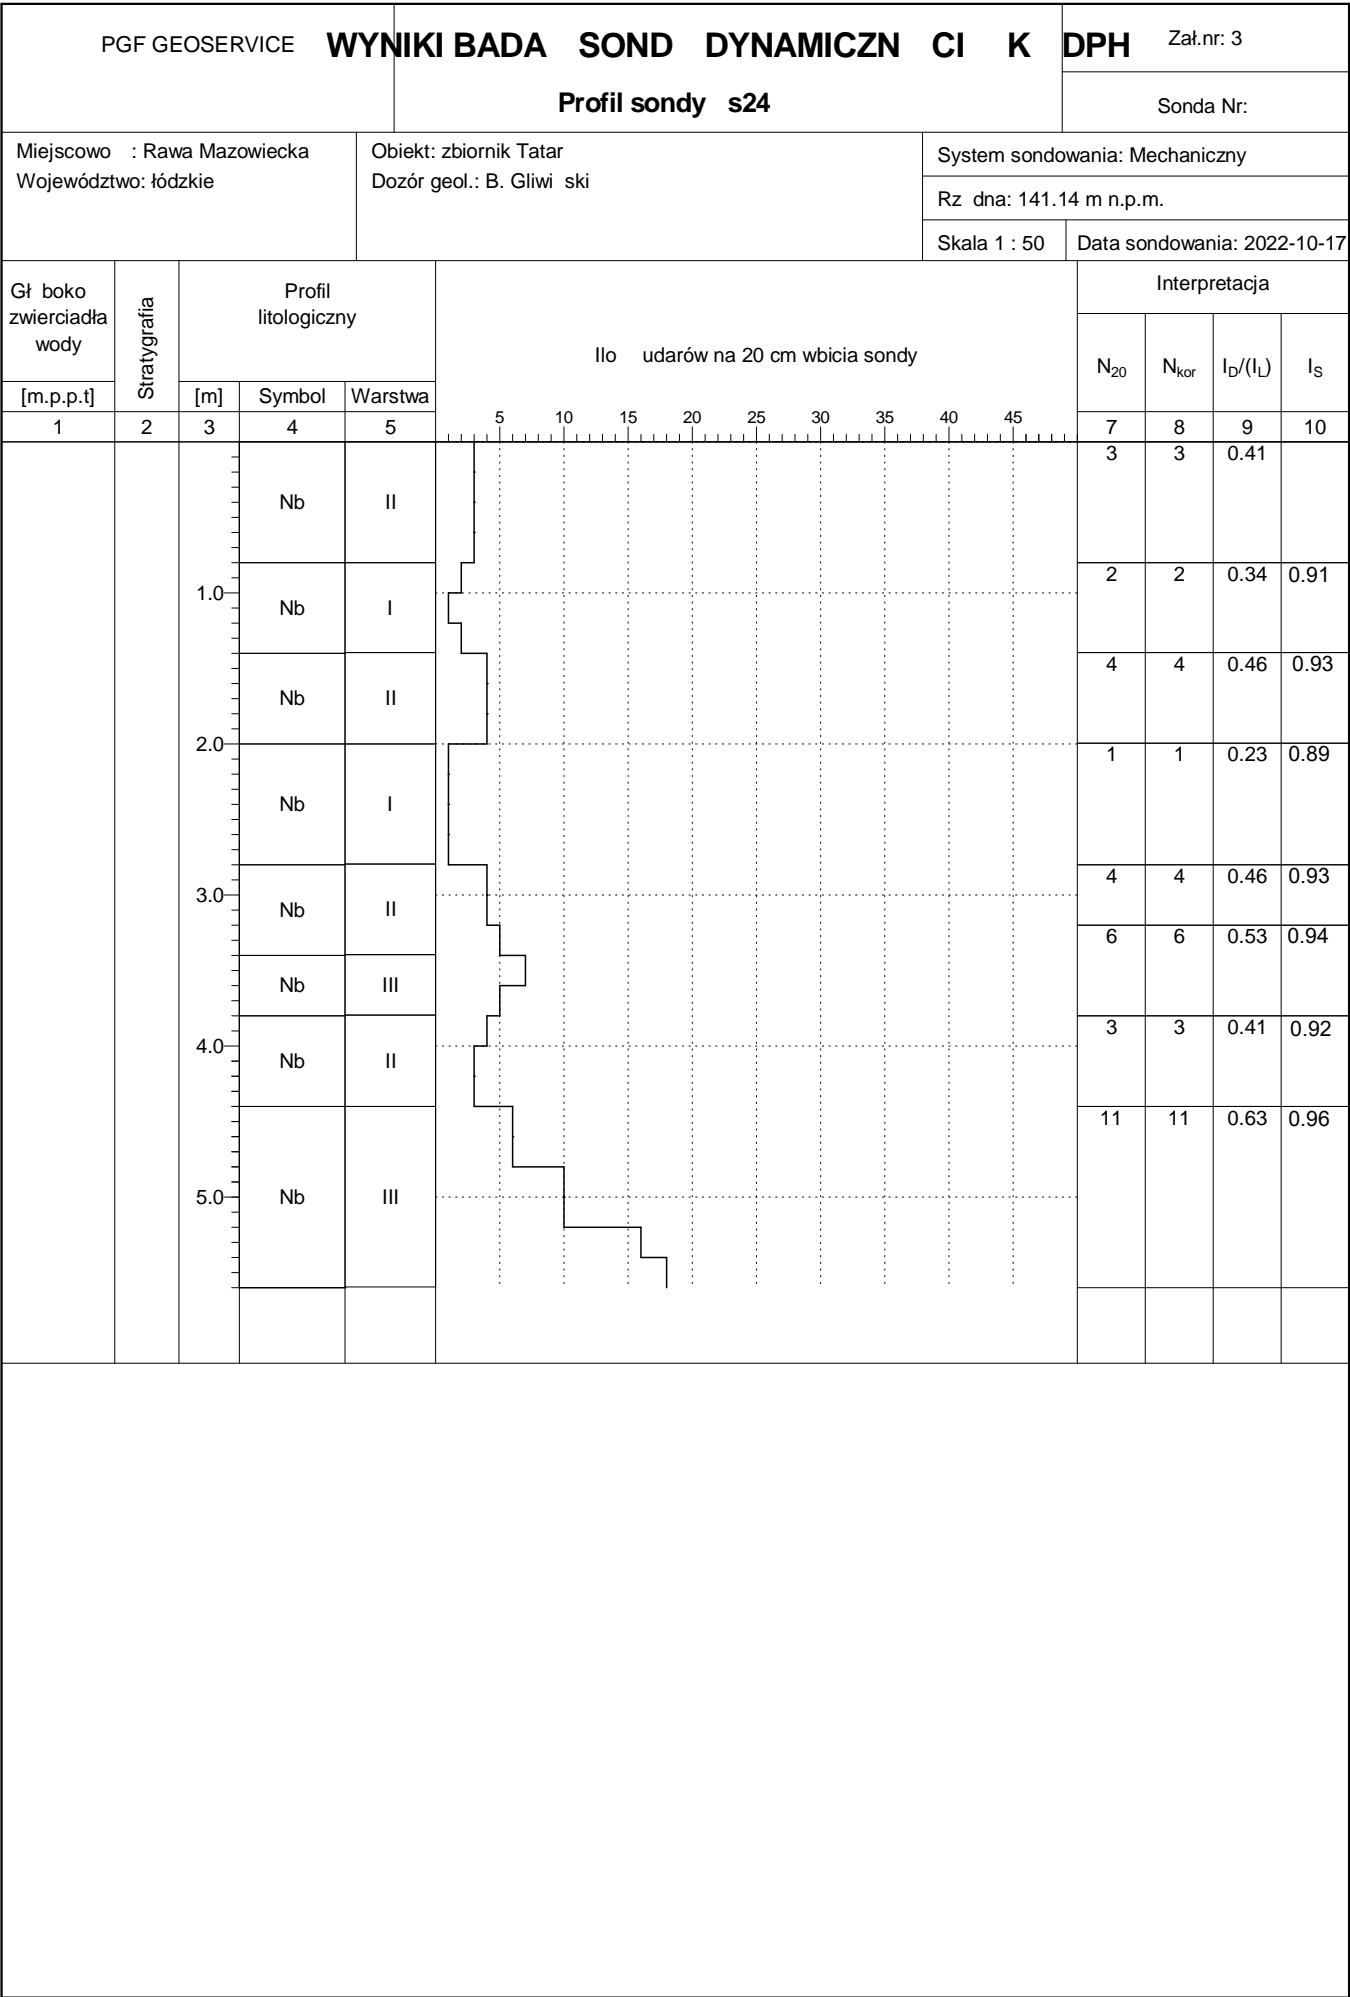 PGF GEOSERVICE
WYNIKI BADA SOND DYNAMICZN CI K DPH
Zał.nr: 3
Profil sondy s24
Sonda Nr:
Miejscowo : Rawa Mazowiecka
Województwo: łódzkie
Obiekt: zbiornik Tatar
Dozór geol.: B. Gliwi ski
System sondowania: Mechaniczny
Rz dna: 141.14 m n.p.m.
Skala 1 : 50
Data sondowania: 2022-10-17
Gł boko
zwierciadła
wody
[m.p.p.t]
Stratygrafia
Profil
litologiczny
[m] Symbol Warstwa
Ilo udarów na 20 cm wbicia sondy
Interpretacja
N20 Nkor ID/(IL) IS
5 10 15 20 25 30 35 40 45
1 2 3 4 5 7 8 9 10
3 3 0.41
Nb II
2 2 0.34 0.91
1.0
Nb I
4 4 0.46 0.93
Nb II
2.0
1 1 0.23 0.89
Nb I
4 4 0.46 0.93
3.0
Nb II
6 6 0.53 0.94
Nb III
3 3 0.41 0.92
4.0
Nb II
11 11 0.63 0.96
5.0 Nb III